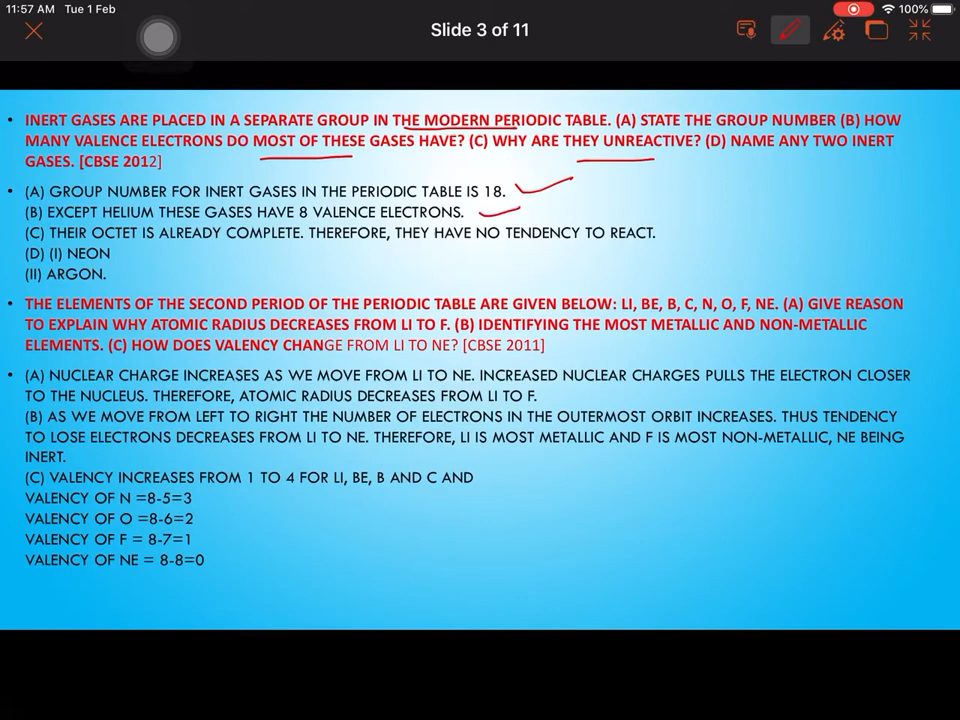 11:57 AM Tue 1 Feb
Slide 3 of 11
100%
• INERT GASES ARE PLACED IN A SEPARATE GROUP IN THE MODERN PERIODIC TABLE. (A) STATE THE GROUP NUMBER (B) HOW
MANY VALENCE ELECTRONS DO MOST OF THESE GASES HAVE? (C) WHY ARE THEY UNREACTIVE? (D) NAME ANY TWO INERT
GASES. [CBSE 2012]
• (A) GROUP NUMBER FOR INERT GASES IN THE PERIODIC TABLE IS 18.
(B) EXCEPT HELIUM THESE GASES HAVE 8 VALENCE ELECTRONS.
(C) THEIR OCTET IS ALREADY COMPLETE. THEREFORE, THEY HAVE NO TENDENCY TO REACT.
(D) (I) NEON
(II) ARGON.
• THE ELEMENTS OF THE SECOND PERIOD OF THE PERIODIC TABLE ARE GIVEN BELOW: LI, BE, B, C, N, O, F, NE. (A) GIVE REASON
TO EXPLAIN WHY ATOMIC RADIUS DECREASES FROM LI TO F. (B) IDENTIFYING THE MOST METALLIC AND NON-METALLIC
ELEMENTS. (C) HOW DOES VALENCY CHANGE FROM LI TO NE? [CBSE 2011]
• (A) NUCLEAR CHARGE INCREASES AS WE MOVE FROM LI TO NE. INCREASED NUCLEAR CHARGES PULLS THE ELECTRON CLOSER
TO THE NUCLEUS. THEREFORE, ATOMIC RADIUS DECREASES FROM LI TO F.
(B) AS WE MOVE FROM LEFT TO RIGHT THE NUMBER OF ELECTRONS IN THE OUTERMOST ORBIT INCREASES. THUS TENDENCY
TO LOSE ELECTRONS DECREASES FROM LI TO NE. THEREFORE, LI IS MOST METALLIC AND F IS MOST NON-METALLIC, NE BEING
INERT.
(C) VALENCY INCREASES FROM 1 TO 4 FOR LI, BE, B AND C AND
VALENCY OF N =8-5=3
VALENCY OF O =8-6=2
VALENCY OF F = 8-7=1
VALENCY OF NE = 8-8=0